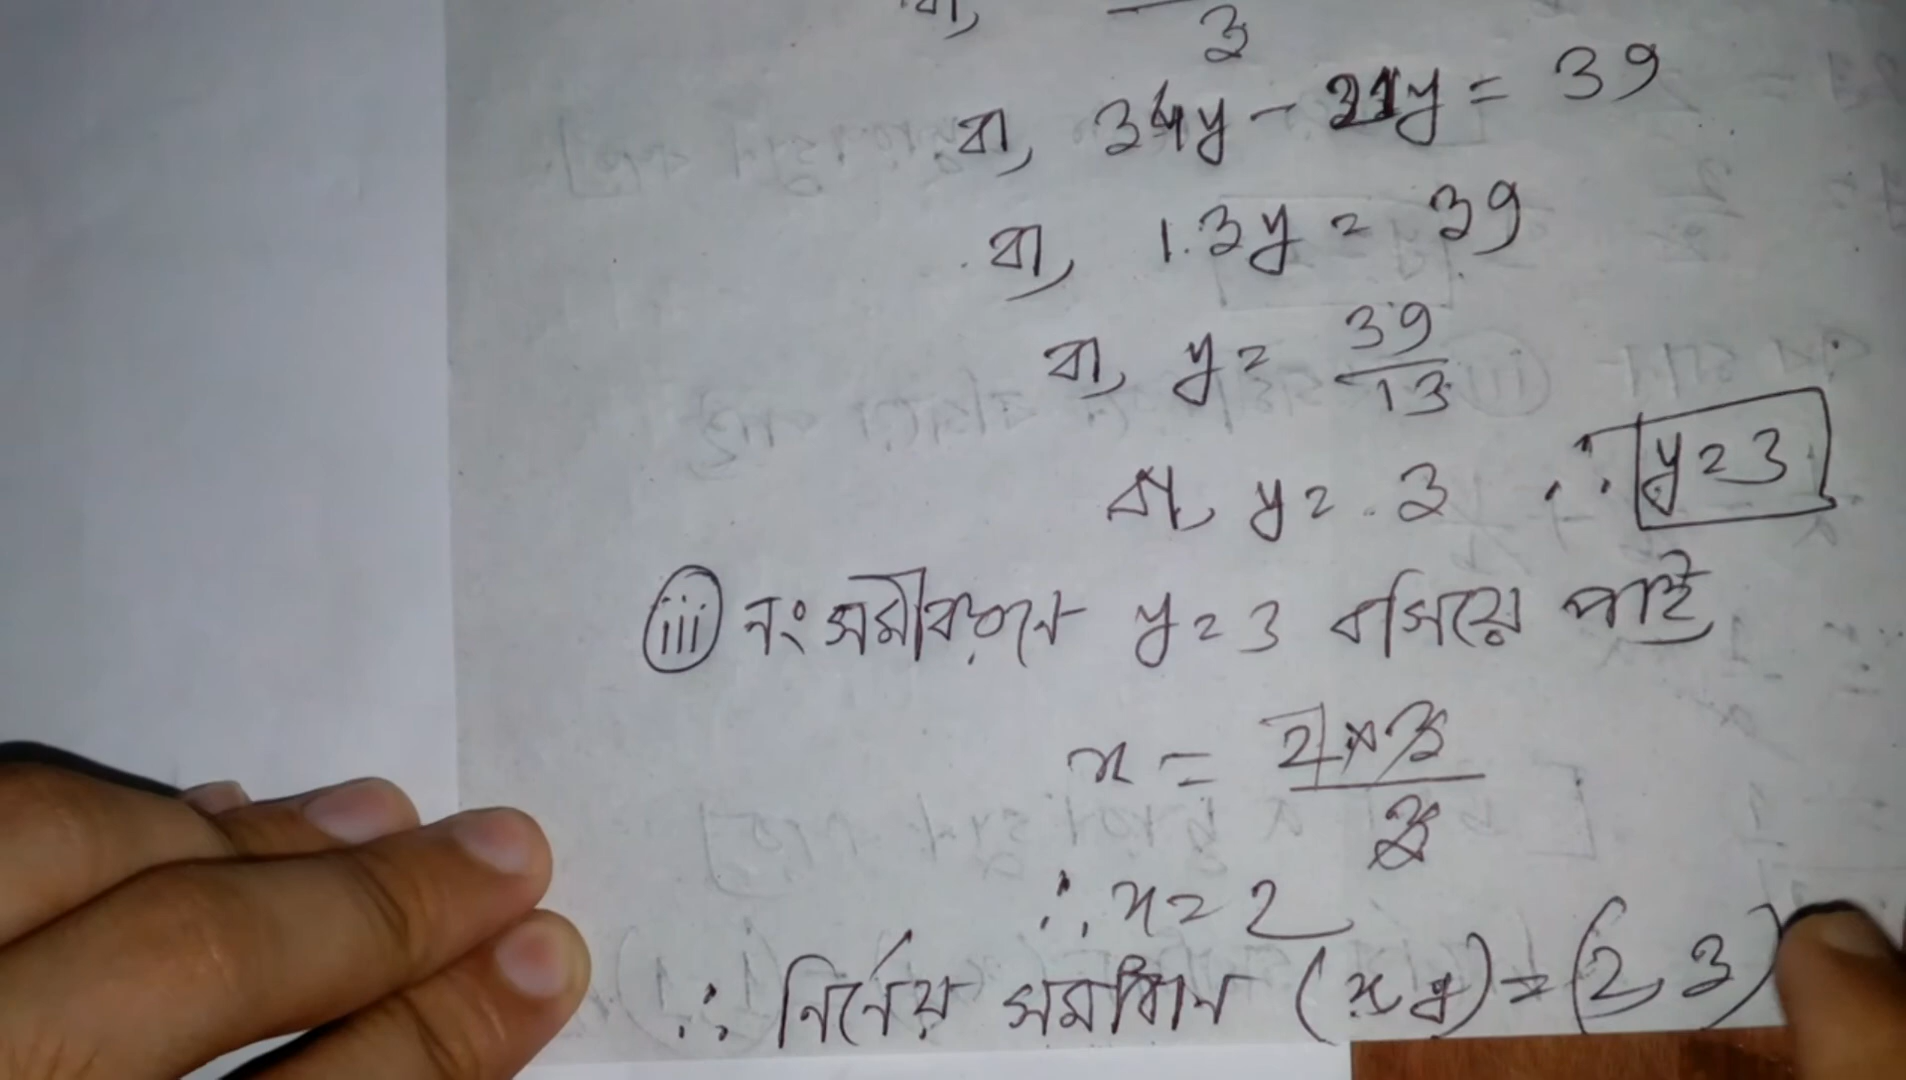 বা, 3
বা, 34y - 21y = 39
বা, 13y = 39
বা, y = 39/13
বা, y = 3 ∴ y = 3
(iii) নং সমীকরণে y = 3 বসিয়ে পাই
x = 2×3/3
∴ x = 2
∴ নির্ণেয় সমাধান (x, y) = (2, 3)